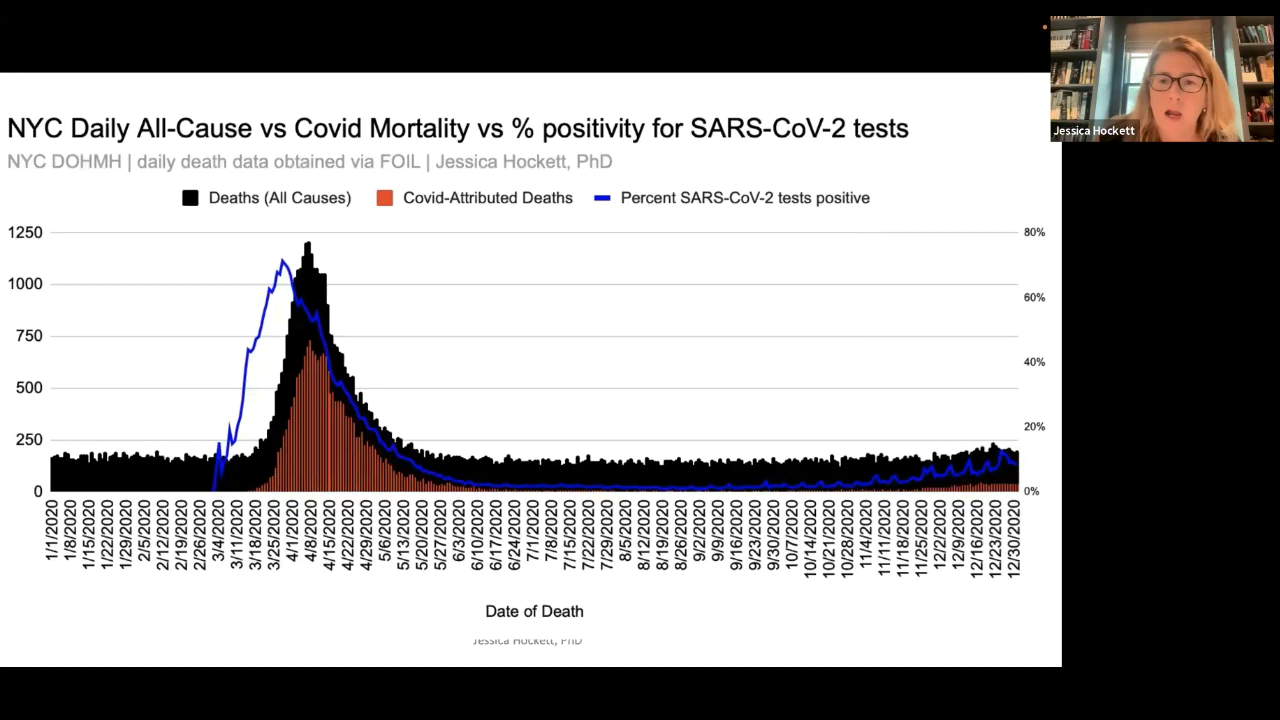 NYC Daily All-Cause vs Covid Mortality vs % positivity for SARS-CoV-2 tests
NYC DOHMH | daily death data obtained via FOIL | Jessica Hockett, PhD
Deaths (All Causes) Covid-Attributed Deaths Percent SARS-CoV-2 tests positive
Jessica Hockett
1250 80%
1000 60%
750
40%
500
20%
250
0 0%
1/1/2020 1/8/2020 1/15/2020 1/22/2020 1/29/2020 2/5/2020 2/12/2020 2/19/2020 2/26/2020 3/4/2020 3/11/2020 3/18/2020 3/25/2020 4/1/2020 4/8/2020 4/15/2020 4/22/2020 4/29/2020 5/6/2020 5/13/2020 5/20/2020 5/27/2020 6/3/2020 6/10/2020 6/17/2020 6/24/2020 7/1/2020 7/8/2020 7/15/2020 7/22/2020 7/29/2020 8/5/2020 8/12/2020 8/19/2020 8/26/2020 9/2/2020 9/9/2020 9/16/2020 9/23/2020 9/30/2020 10/7/2020 10/14/2020 10/21/2020 10/28/2020 11/4/2020 11/11/2020 11/18/2020 11/25/2020 12/2/2020 12/9/2020 12/16/2020 12/23/2020 12/30/2020
Date of Death
Jessica Hockett, PhD